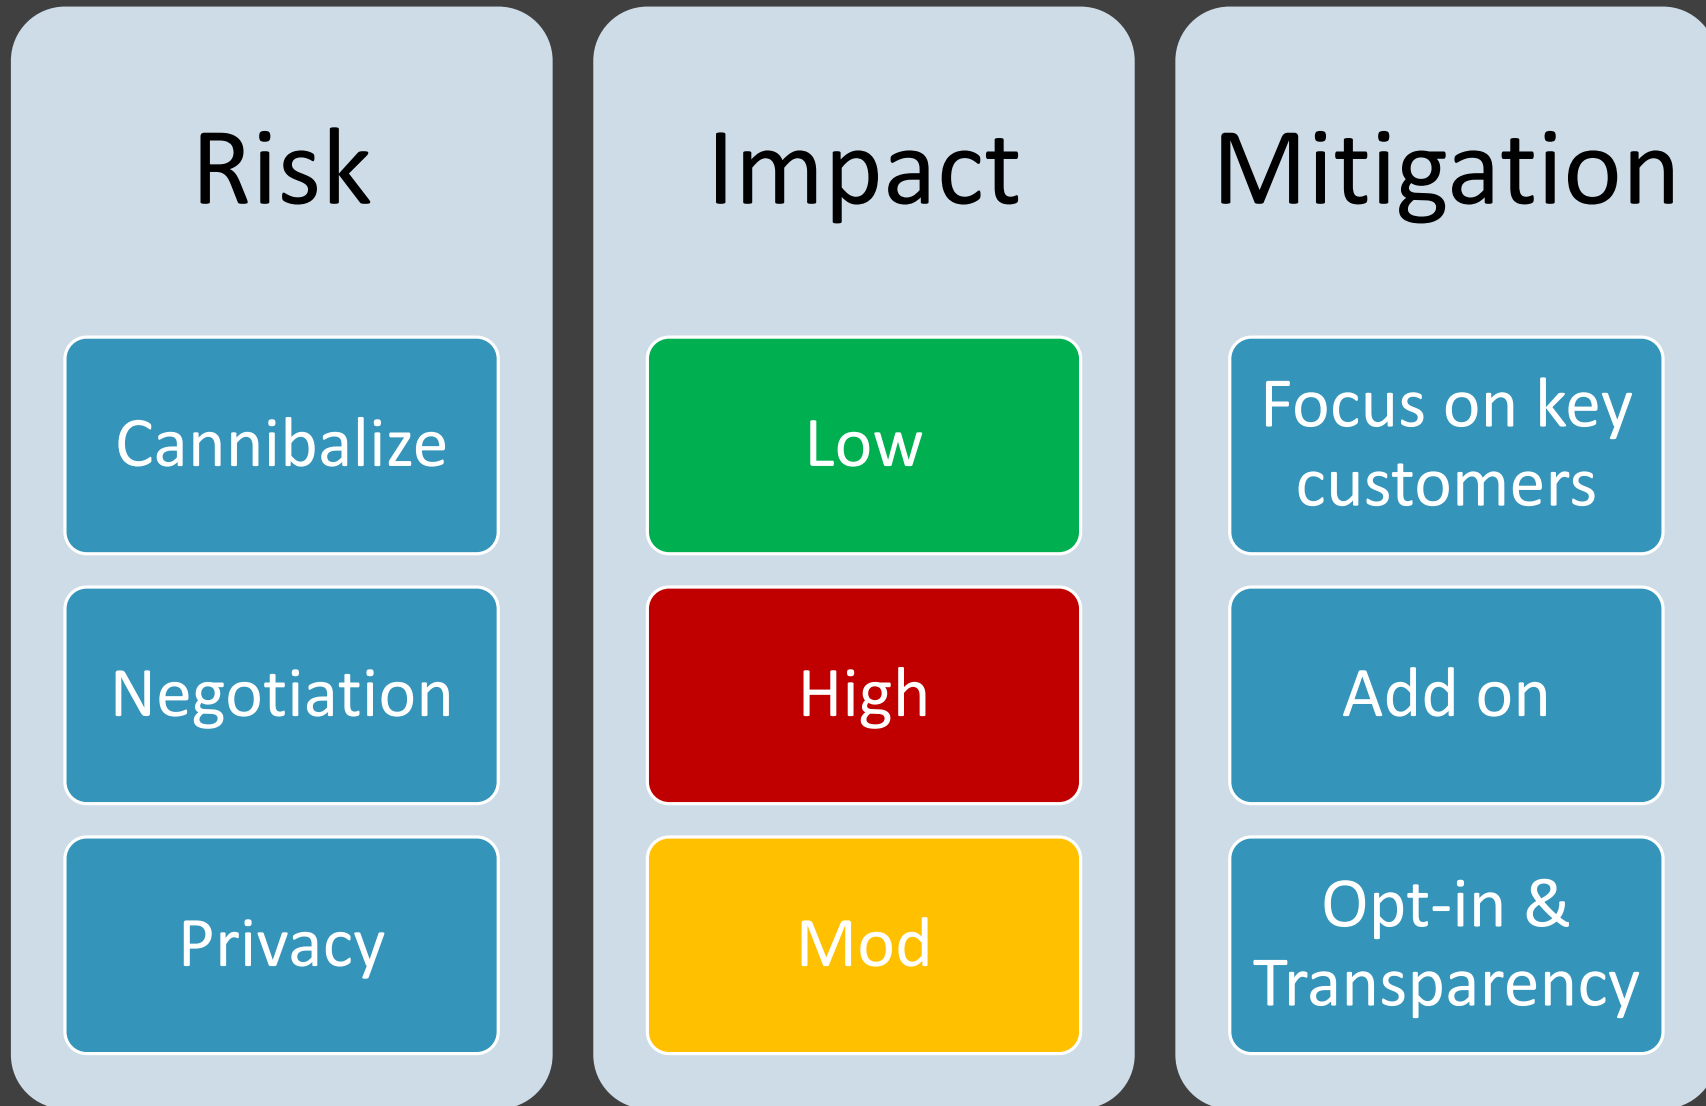 Risk
Impact
Mitigation
Cannibalize
Low
Focus on key
customers
Negotiation
High
Add on
Privacy
Mod
Opt-in &
Transparency